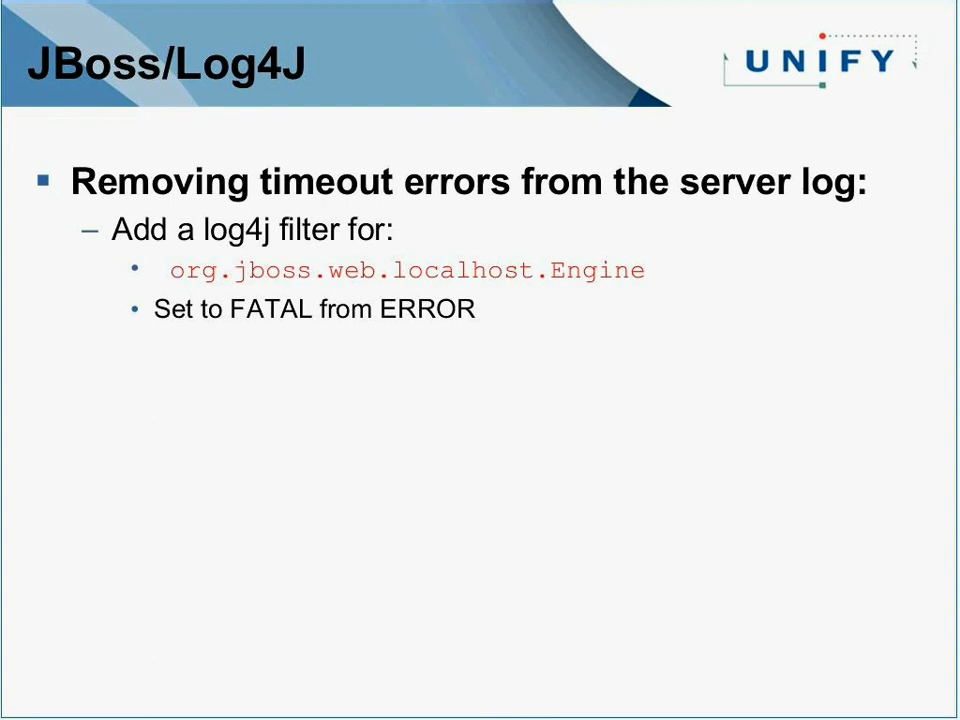 JBoss/Log4J
UNIFY
Removing timeout errors from the server log:
– Add a log4j filter for:
• org.jboss.web.localhost.Engine
• Set to FATAL from ERROR